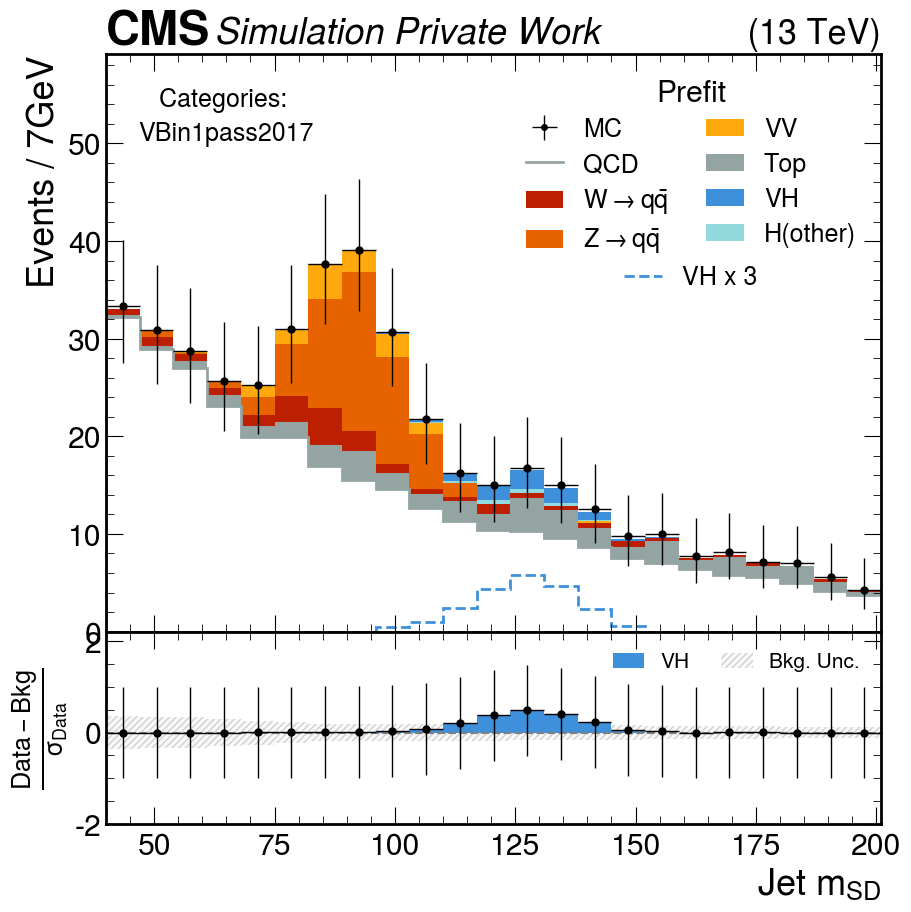 CMS Simulation Private Work (13 TeV)
Events / 7GeV
Categories:
VBin1pass2017
Prefit
MC
QCD
W → qq̄
Z → qq̄
VV
Top
VH
H(other)
VH x 3
50
40
30
20
10
0
VH
Bkg. Unc.
Data – Bkg
σData
2
0
-2
50 75 100 125 150 175 200
Jet mSD